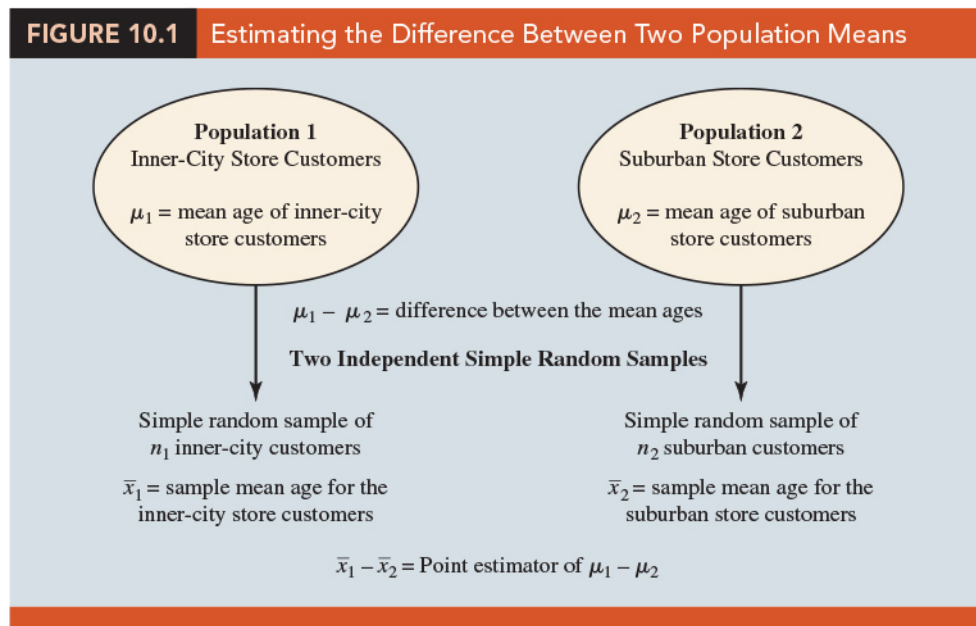 FIGURE 10.1 Estimating the Difference Between Two Population Means
Population 1
Inner-City Store Customers
μ₁ = mean age of inner-city
store customers
Population 2
Suburban Store Customers
μ₂ = mean age of suburban
store customers
μ₁ − μ₂ = difference between the mean ages
Two Independent Simple Random Samples
Simple random sample of
n₁ inner-city customers
x̄₁ = sample mean age for the
inner-city store customers
Simple random sample of
n₂ suburban customers
x̄₂ = sample mean age for the
suburban store customers
x̄₁ − x̄₂ = Point estimator of μ₁ − μ₂